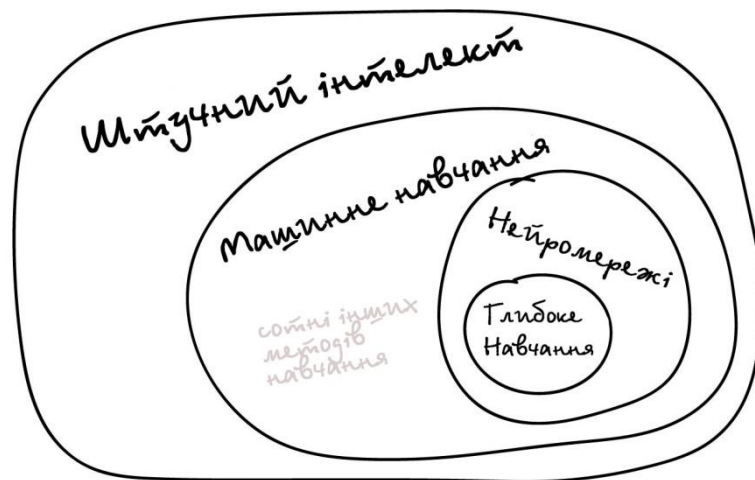 Штучний інтелект
Машинне навчання
Нейромережі
Глибоке
Навчання
сотні інших
методів
навчання